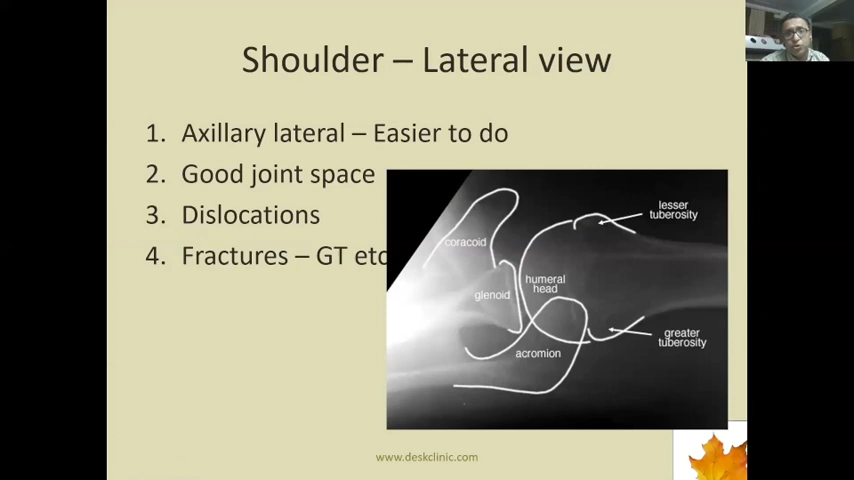 Shoulder – Lateral view
1. Axillary lateral – Easier to do
2. Good joint space
3. Dislocations
4. Fractures – GT etc
lesser
tuberosity
coracoid
humeral
head
glenoid
greater
tuberosity
acromion
www.deskclinic.com